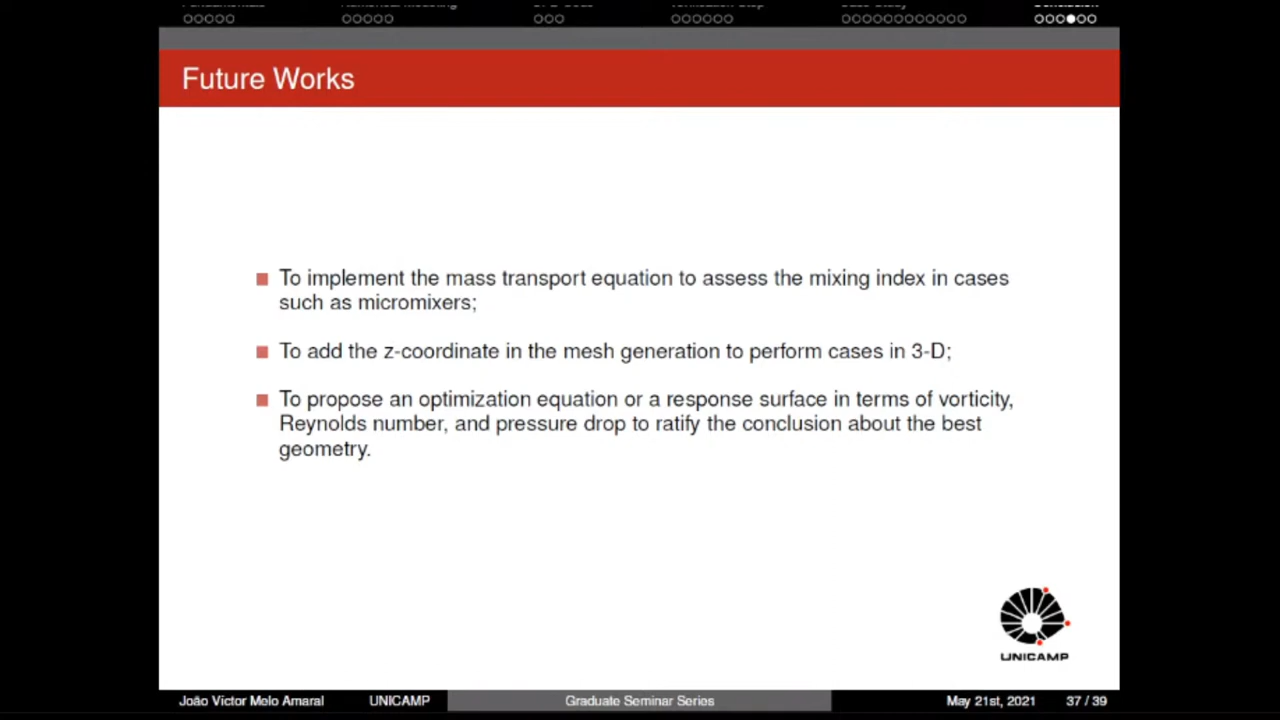 Future Works
To implement the mass transport equation to assess the mixing index in cases
such as micromixers;
To add the z-coordinate in the mesh generation to perform cases in 3-D;
To propose an optimization equation or a response surface in terms of vorticity,
Reynolds number, and pressure drop to ratify the conclusion about the best
geometry.
UNICAMP
João Víctor Melo Amaral UNICAMP Graduate Seminar Series May 21st, 2021 37 / 39